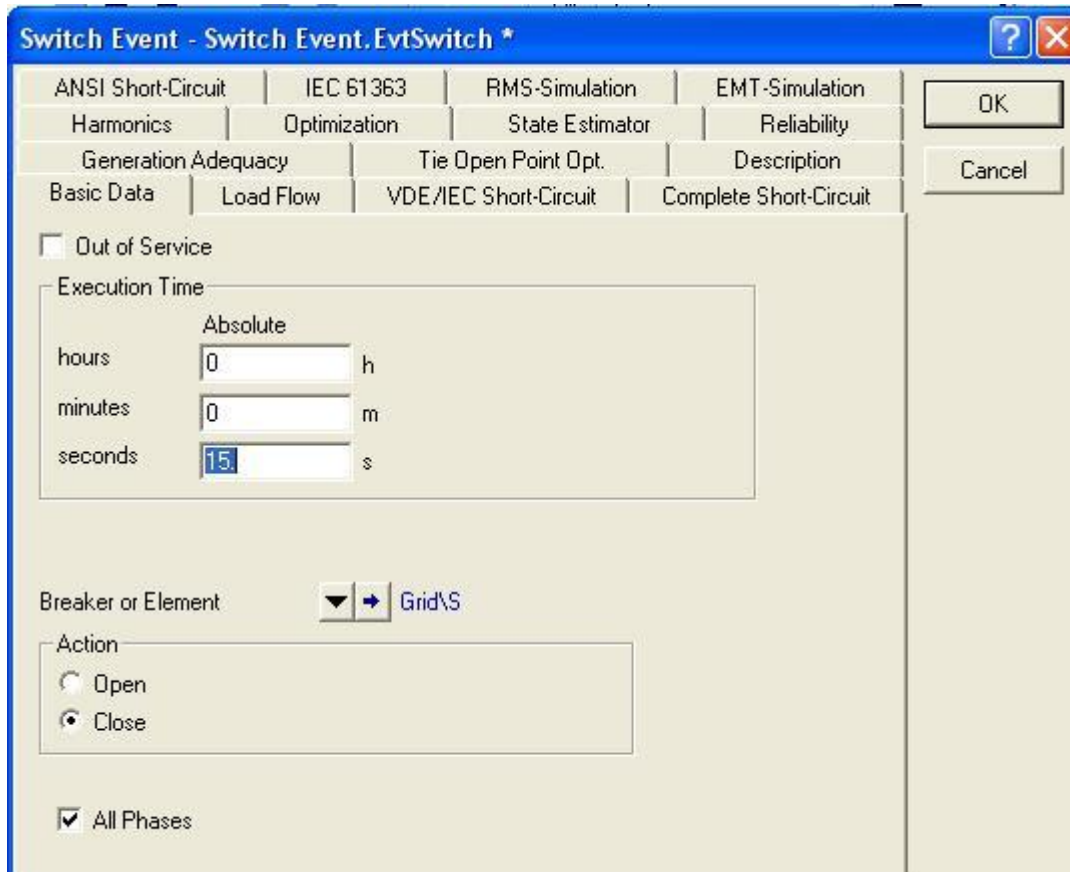 Switch Event - Switch Event.EvtSwitch *
ANSI Short-Circuit IEC 61363 RMS-Simulation EMT-Simulation
OK
Harmonics Optimization State Estimator Reliability
Generation Adequacy Tie Open Point Opt. Description
Cancel
Basic Data Load Flow VDE/IEC Short-Circuit Complete Short-Circuit
Out of Service
Execution Time
Absolute
hours 0 h
minutes 0 m
seconds 15. s
Breaker or Element Grid\S
Action
Open
Close
All Phases